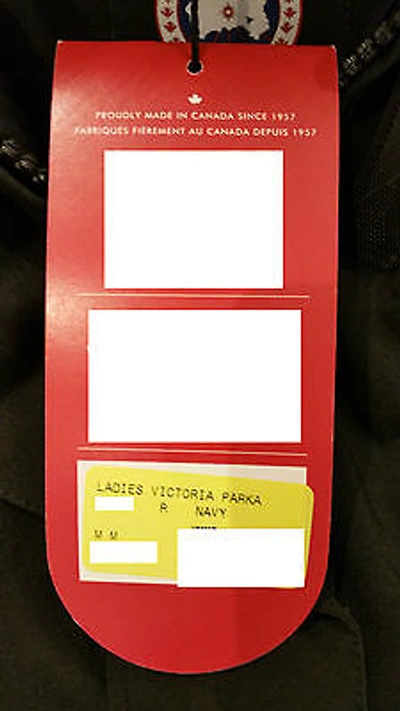 PROUDLY MADE IN CANADA SINCE 1957
FABRIQUÉS FIÈREMENT AU CANADA DEPUIS 1957
LADIES VICTORIA PARKA
R NAVY
M M